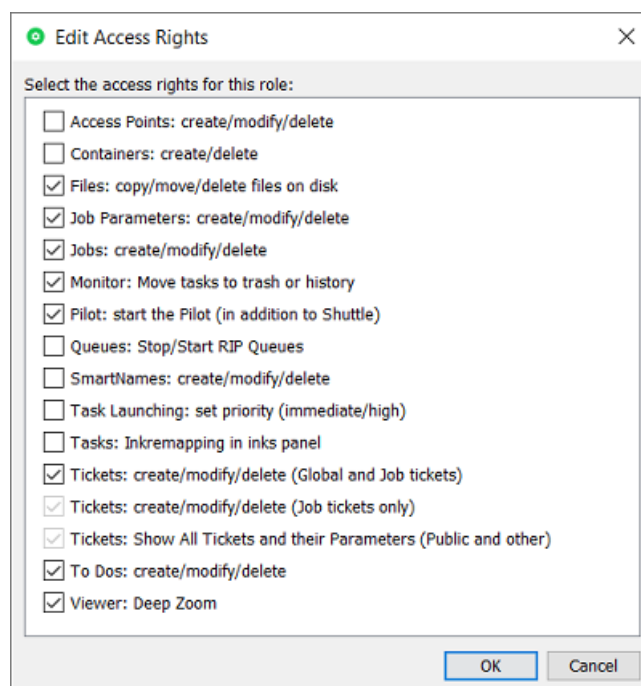 Edit Access Rights
Select the access rights for this role:
Access Points: create/modify/delete
Containers: create/delete
Files: copy/move/delete files on disk
Job Parameters: create/modify/delete
Jobs: create/modify/delete
Monitor: Move tasks to trash or history
Pilot: start the Pilot (in addition to Shuttle)
Queues: Stop/Start RIP Queues
SmartNames: create/modify/delete
Task Launching: set priority (immediate/high)
Tasks: Inkremapping in inks panel
Tickets: create/modify/delete (Global and Job tickets)
Tickets: create/modify/delete (Job tickets only)
Tickets: Show All Tickets and their Parameters (Public and other)
To Dos: create/modify/delete
Viewer: Deep Zoom
OK Cancel